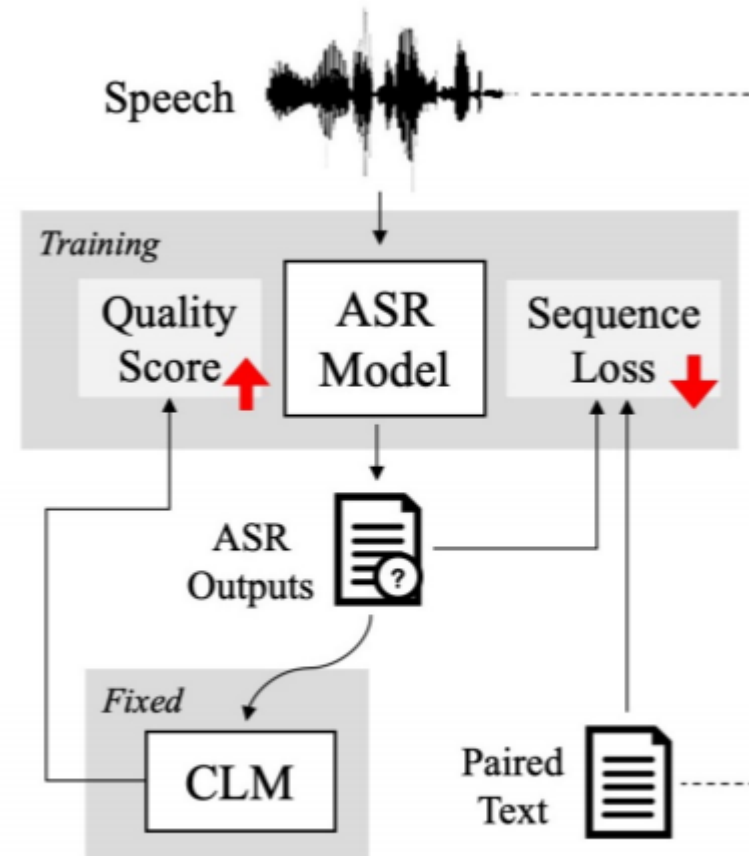 Speech
Training
Quality
Score
ASR
Model
Sequence
Loss
ASR
Outputs
?
Fixed
CLM
Paired
Text